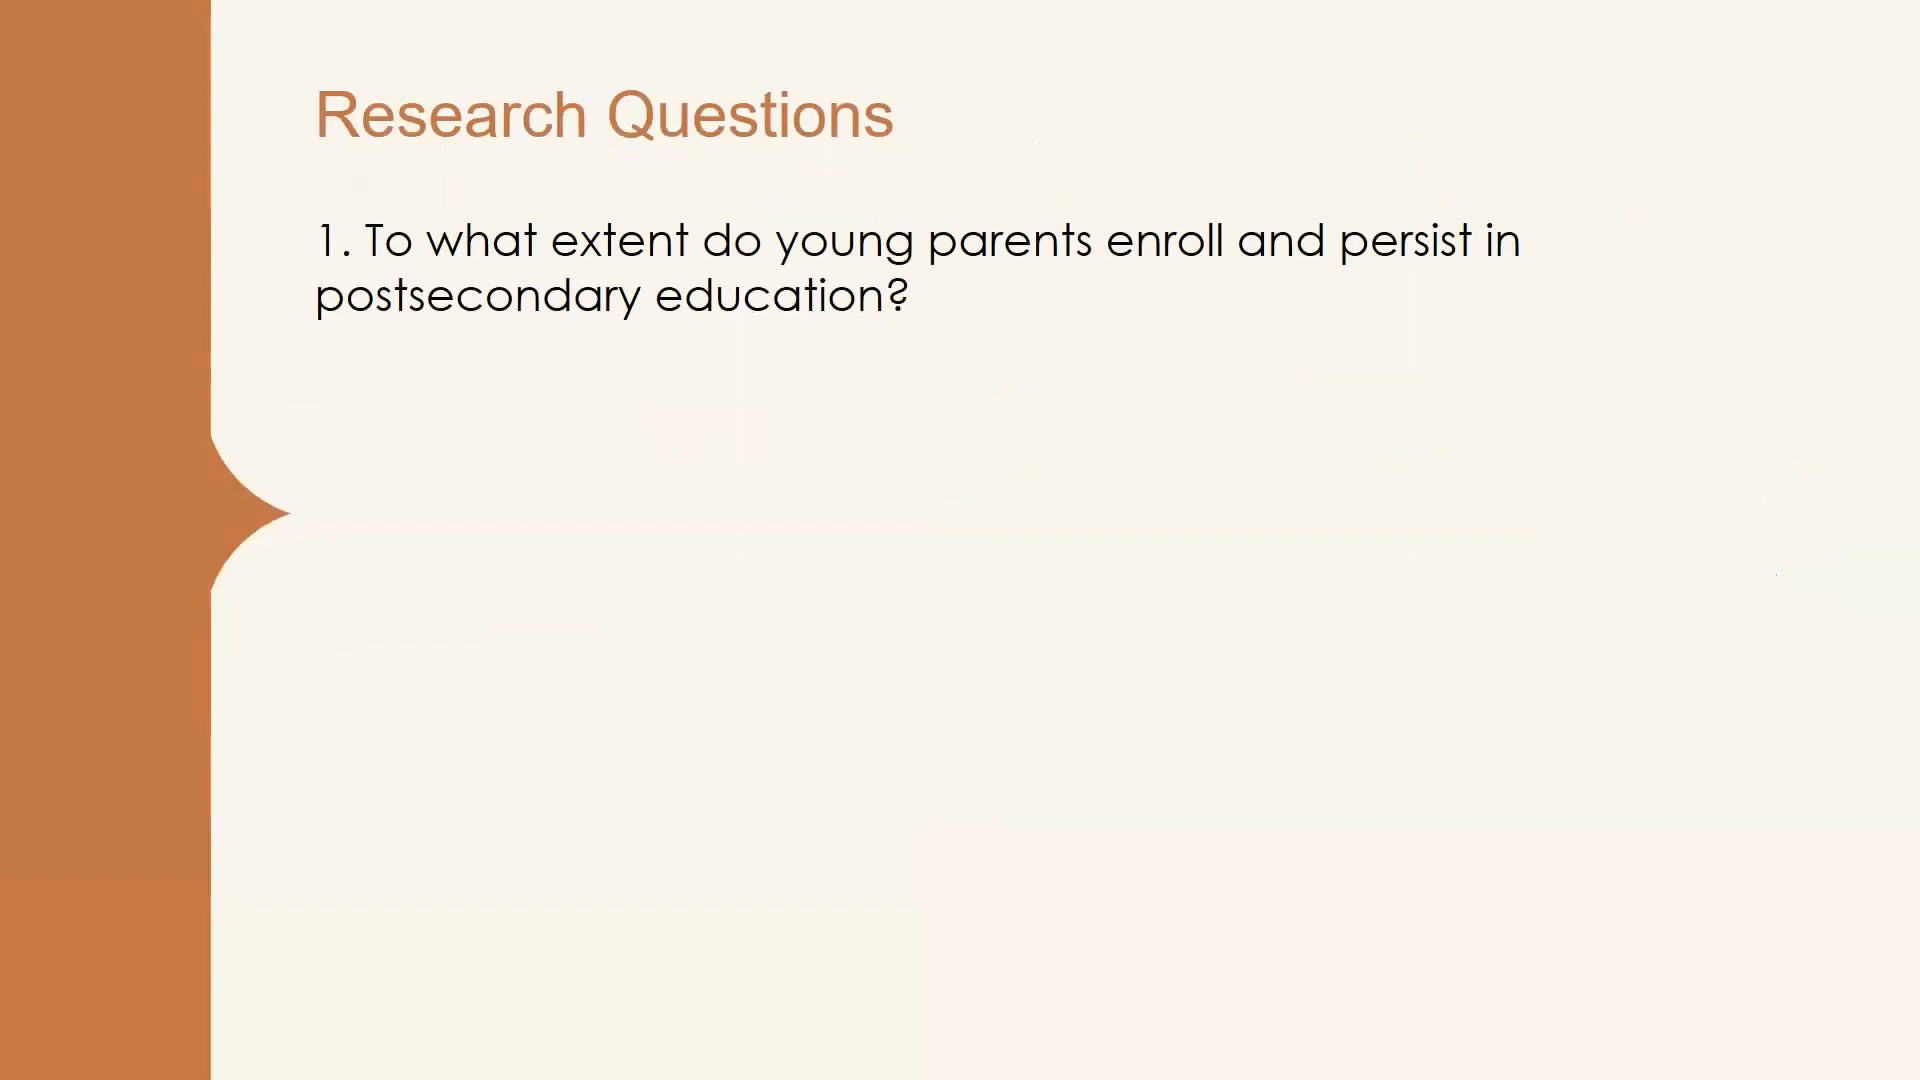 Research Questions
1. To what extent do young parents enroll and persist in
postsecondary education?